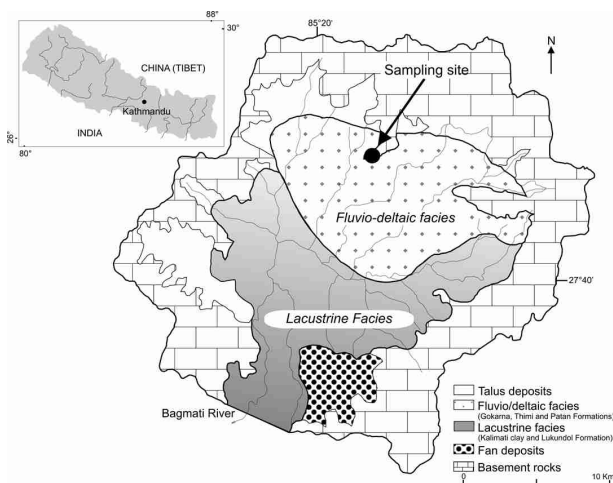 88°
30°
CHINA (TIBET)
Kathmandu
INDIA
26°
80°
85°20
N
Sampling site
Fluvio-deltaic facies
27°40
Lacustrine Facies
Bagmati River
Talus deposits
Fluvio/deltaic facies
(Gokarna, Thimi and Patan Formations)
Lacustrine facies
(Kalimati clay and Lukundol Formation)
Fan deposits
Basement rocks
0 10 Km